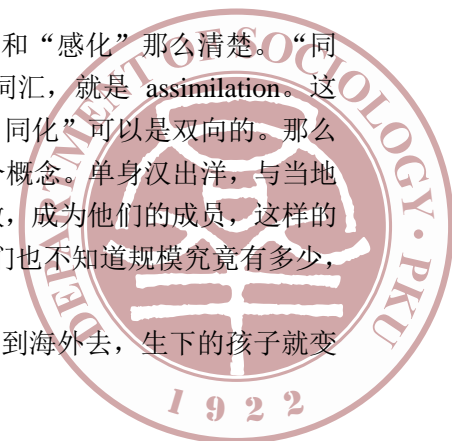 和“感化”那么清楚。“同
词汇，就是 assimilation。这
同化”可以是双向的。那么
概念。单身汉出洋，与当地
，成为他们的成员，这样的
们也不知道规模究竟有多少，
到海外去，生下的孩子就变
DEPARTMENT OF SOCIOLOGY · PKU
1922